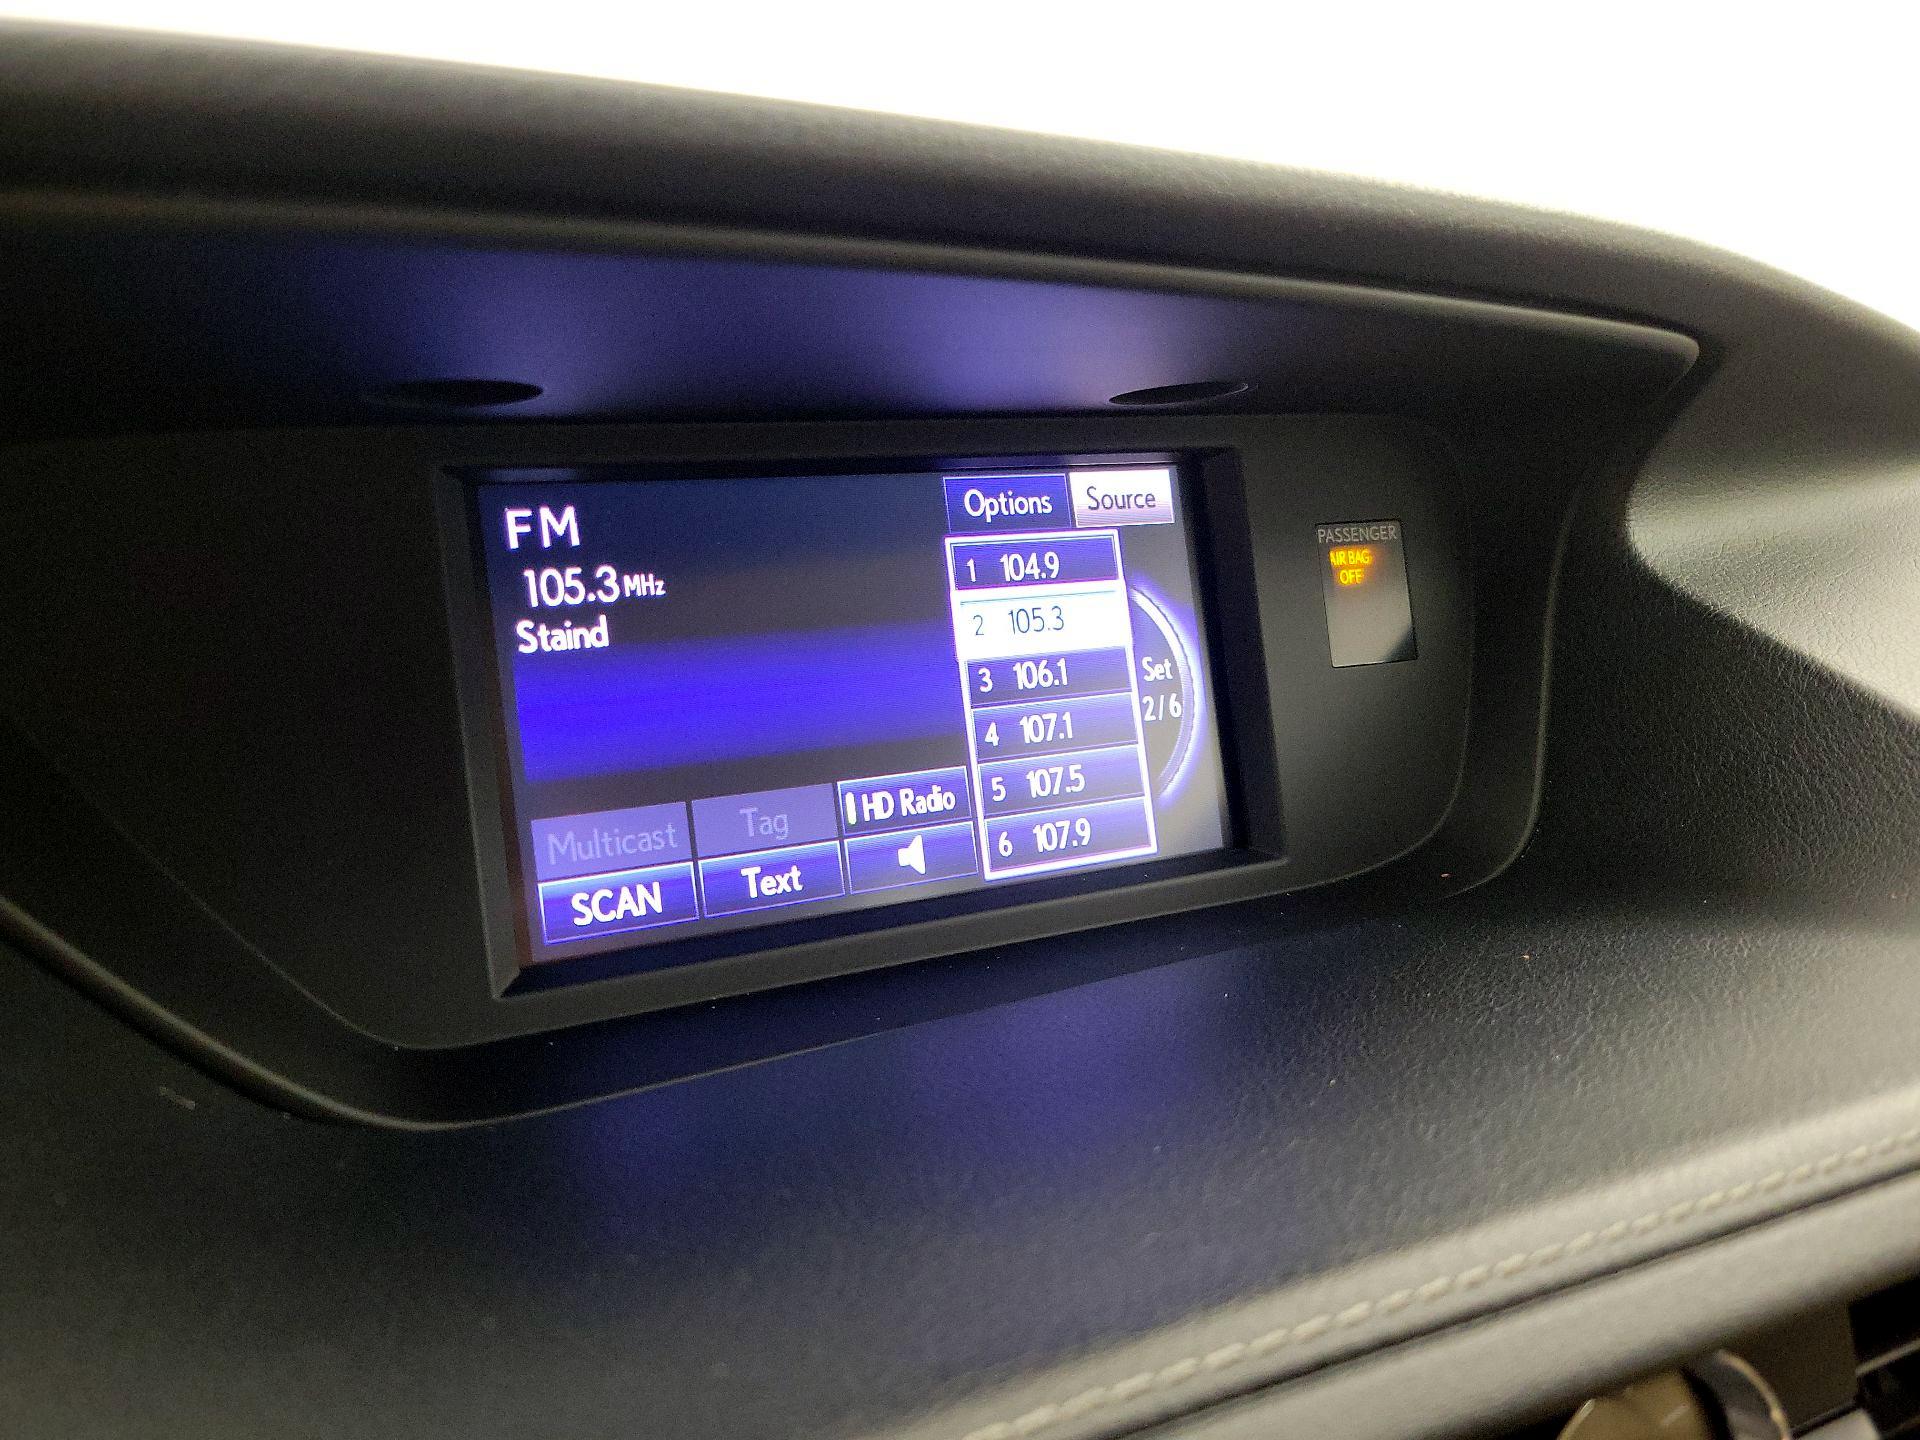 FM
105.3 MHz
Staind
Options
Source
1 104.9
2 105.3
3 106.1
4 107.1
5 107.5
6 107.9
Set
2/6
Multicast
Tag
HD Radio
SCAN
Text
PASSENGER
AIR BAG
OFF